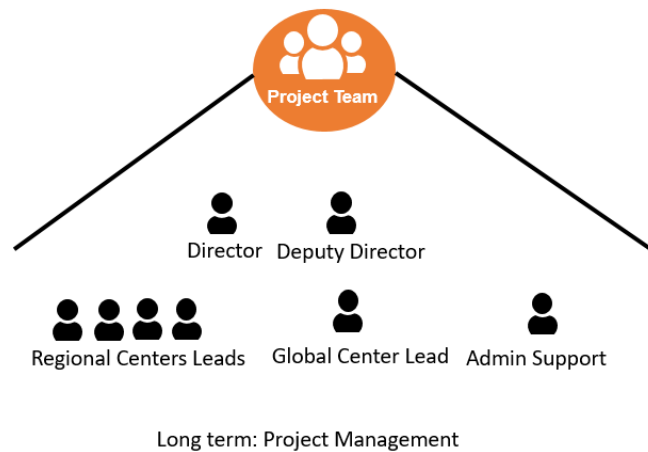 Project Team
Director
Deputy Director
Regional Centers Leads
Global Center Lead
Admin Support
Long term: Project Management